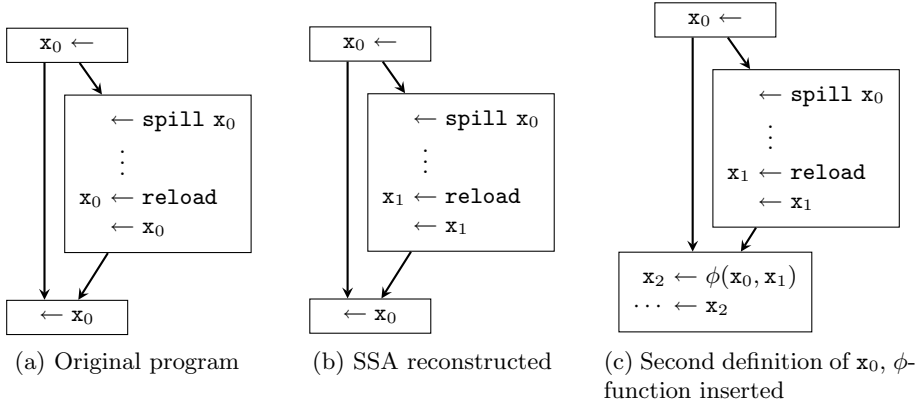 x₀ ←
← spill x₀
⋮
x₀ ← reload
← x₀
← x₀
(a) Original program
x₀ ←
← spill x₀
⋮
x₁ ← reload
← x₁
← x₀
(b) SSA reconstructed
x₀ ←
← spill x₀
⋮
x₁ ← reload
← x₁
x₂ ← ϕ(x₀, x₁)
⋯ ← x₂
(c) Second definition of x₀, ϕ-
function inserted